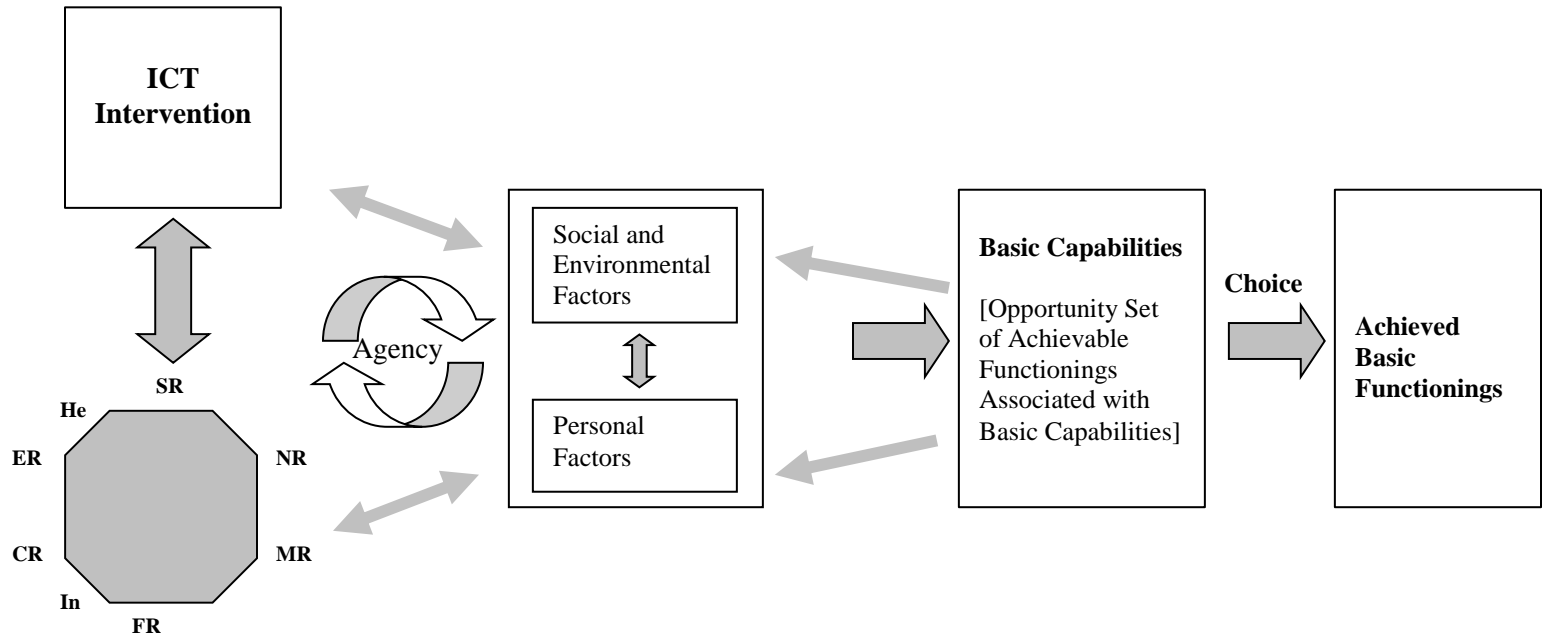 ICT
Intervention
SR
He
ER
NR
CR
MR
In
FR
Agency
Social and
Environmental
Factors
Personal
Factors
Basic Capabilities
[Opportunity Set
of Achievable
Functionings
Associated with
Basic Capabilities]
Choice
Achieved
Basic
Functionings